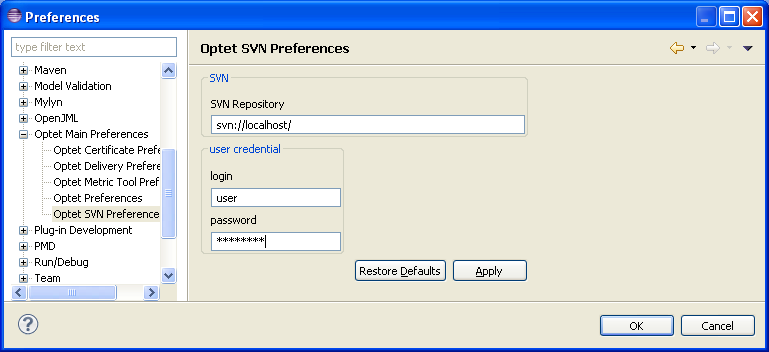 Preferences
type filter text
Maven
Model Validation
Mylyn
OpenJML
Optet Main Preferences
Optet Certificate Prefe
Optet Delivery Prefere
Optet Metric Tool Pref
Optet Preferences
Optet SVN Preference
Plug-in Development
PMD
Run/Debug
Team
Optet SVN Preferences
SVN
SVN Repository
svn://localhost/
user credential
login
user
password
********
Restore Defaults
Apply
OK
Cancel